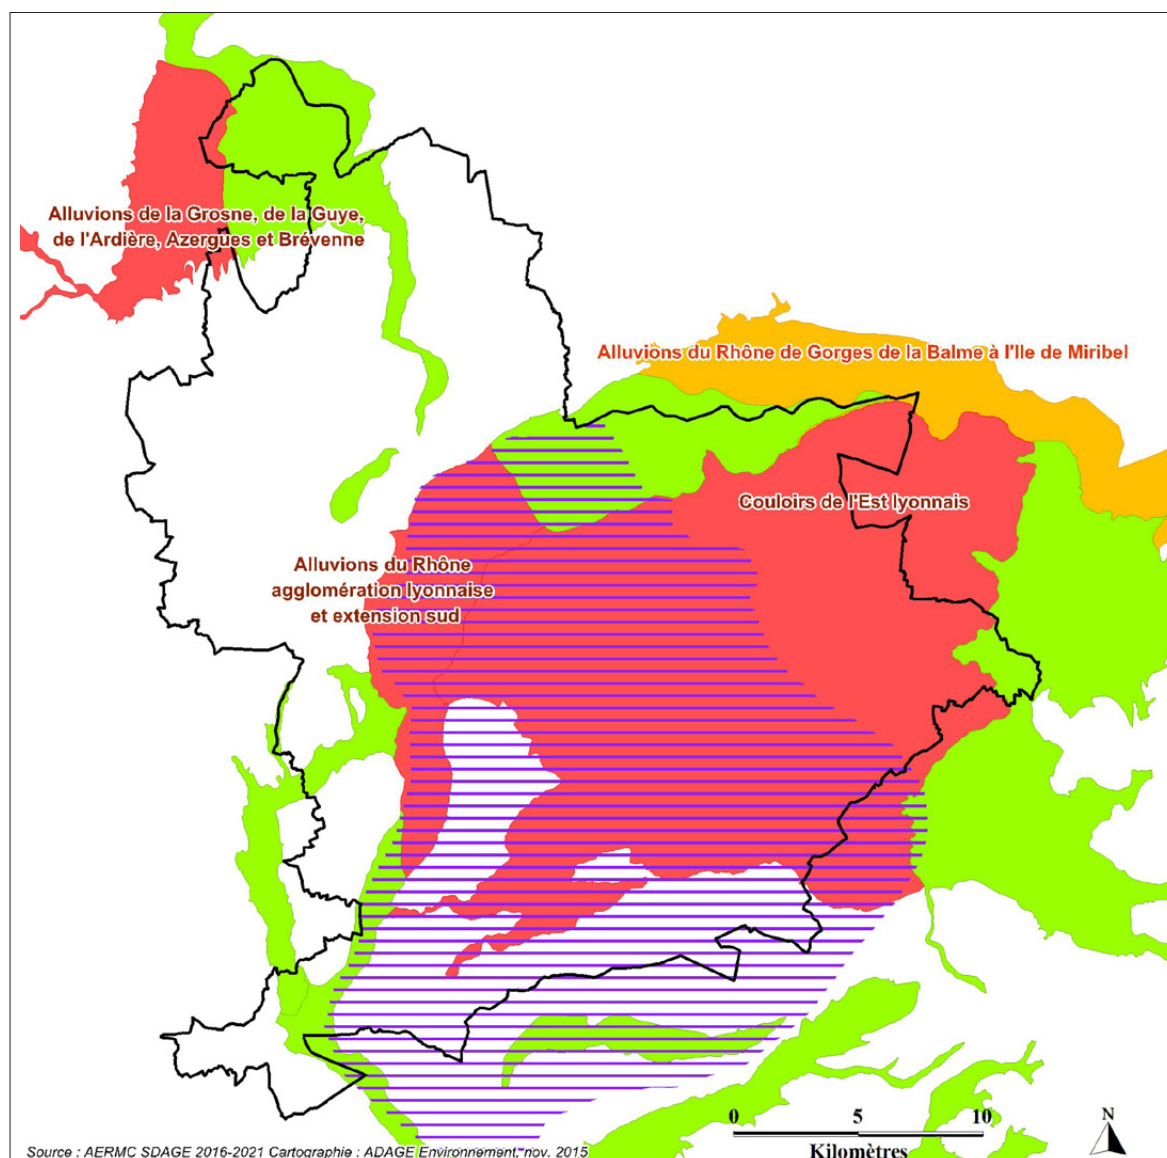 Alluvions de la Grosne, de la Guye,
de l'Ardière, Azergues et Brévenne
Alluvions du Rhône de Gorges de la Balme à l'Ile de Miribel
Couloirs de l'Est lyonnais
Alluvions du Rhône
agglomération lyonnaise
et extension sud
0 5 10
Kilomètres
N
Source : AERMC SDAGE 2016-2021 Cartographie : ADAGE Environnement, nov. 2015